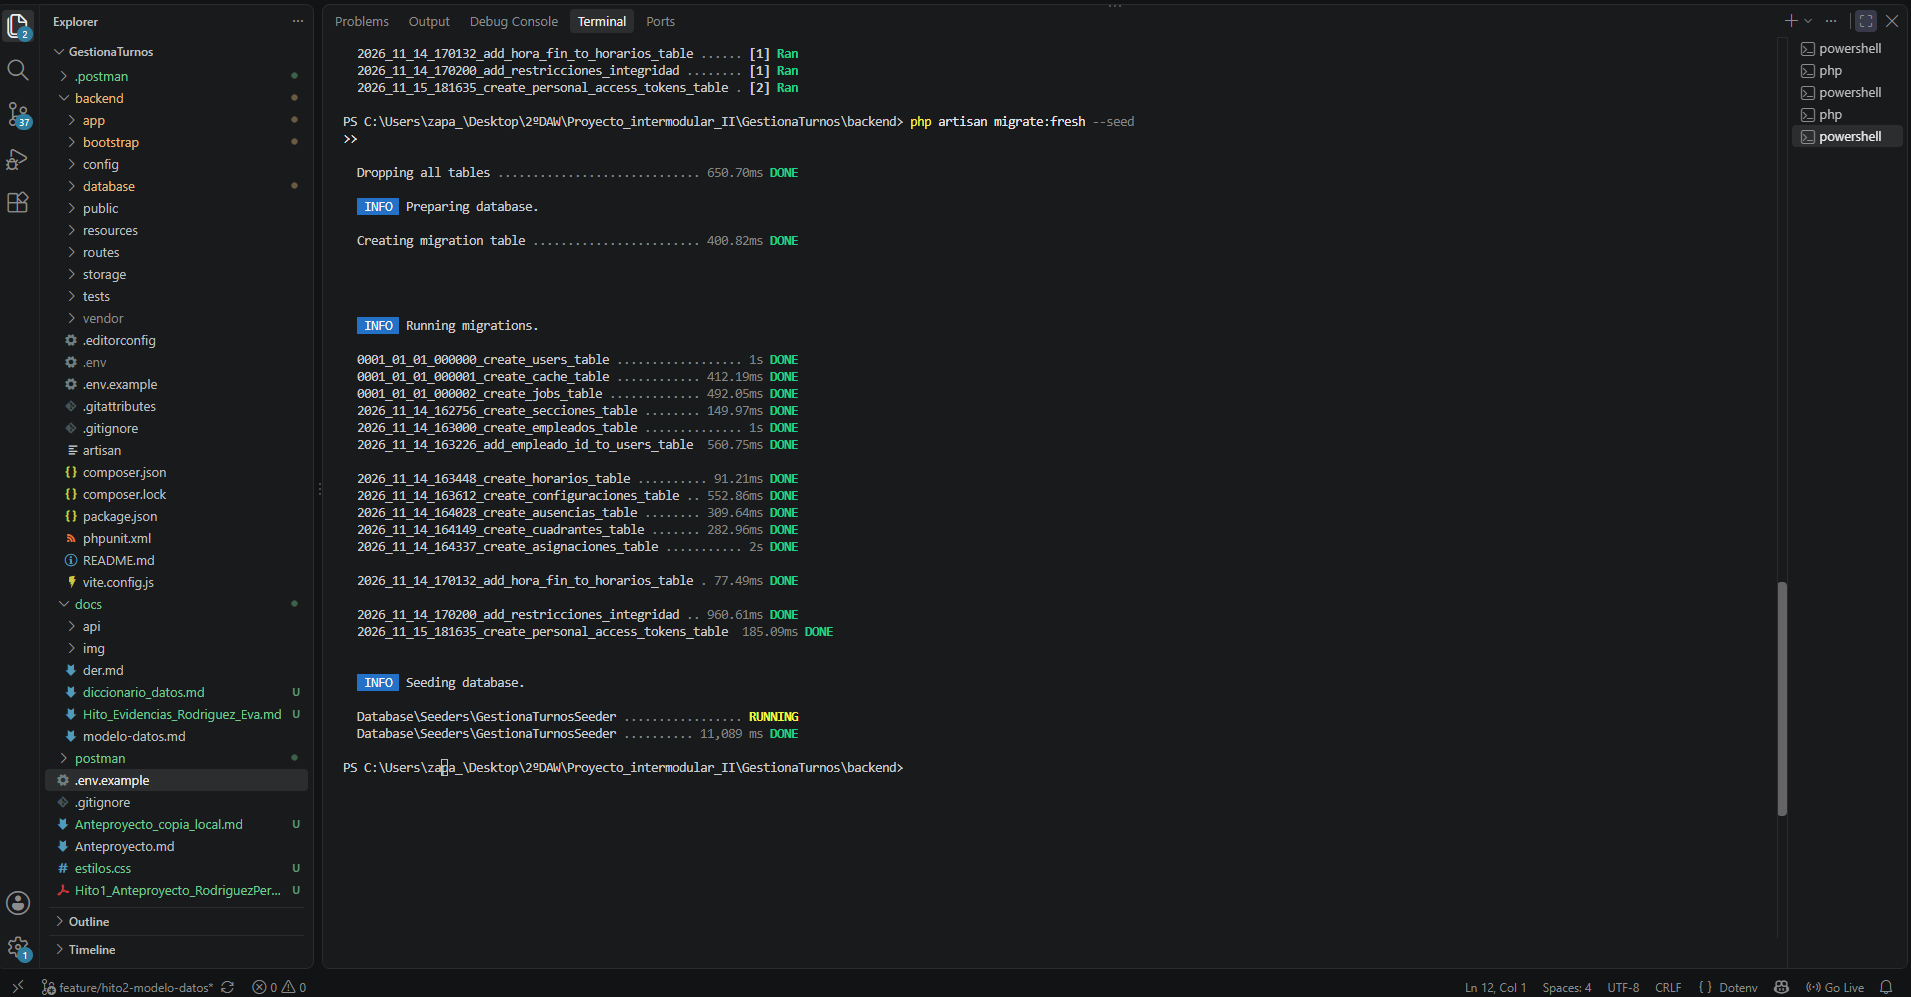 Explorer
GestionaTurnos
.postman
backend
app
bootstrap
config
database
public
resources
routes
storage
tests
vendor
.editorconfig
.env
.env.example
.gitattributes
.gitignore
artisan
composer.json
composer.lock
package.json
phpunit.xml
README.md
vite.config.js
docs
api
img
der.md
diccionario_datos.md U
Hito_Evidencias_Rodriguez_Eva.md U
modelo-datos.md
postman
.env.example
.gitignore
Anteproyecto_copia_local.md U
Anteproyecto.md
estilos.css U
Hito1_Anteproyecto_RodriguezPer... U
Outline
Timeline
2
37
1
Problems Output Debug Console Terminal Ports
2026_11_14_170132_add_hora_fin_to_horarios_table ...... [1] Ran
2026_11_14_170200_add_restricciones_integridad ........ [1] Ran
2026_11_15_181635_create_personal_access_tokens_table . [2] Ran
PS C:\Users\zapa_\Desktop\2ºDAW\Proyecto_intermodular_II\GestionaTurnos\backend> php artisan migrate:fresh --seed
>>
Dropping all tables ............................. 650.70ms DONE
INFO Preparing database.
Creating migration table ........................ 400.82ms DONE
INFO Running migrations.
0001_01_01_000000_create_users_table .................. 1s DONE
0001_01_01_000001_create_cache_table ............ 412.19ms DONE
0001_01_01_000002_create_jobs_table ............. 492.05ms DONE
2026_11_14_162756_create_secciones_table ........ 149.97ms DONE
2026_11_14_163000_create_empleados_table .............. 1s DONE
2026_11_14_163226_add_empleado_id_to_users_table 560.75ms DONE
2026_11_14_163448_create_horarios_table .......... 91.21ms DONE
2026_11_14_163612_create_configuraciones_table .. 552.86ms DONE
2026_11_14_164028_create_ausencias_table ........ 309.64ms DONE
2026_11_14_164149_create_cuadrantes_table ....... 282.96ms DONE
2026_11_14_164337_create_asignaciones_table ........... 2s DONE
2026_11_14_170132_add_hora_fin_to_horarios_table . 77.49ms DONE
2026_11_14_170200_add_restricciones_integridad .. 960.61ms DONE
2026_11_15_181635_create_personal_access_tokens_table 185.09ms DONE
INFO Seeding database.
Database\Seeders\GestionaTurnosSeeder ................. RUNNING
Database\Seeders\GestionaTurnosSeeder .......... 11,089 ms DONE
PS C:\Users\zapa_\Desktop\2ºDAW\Proyecto_intermodular_II\GestionaTurnos\backend>
powershell
php
powershell
php
powershell
feature/hito2-modelo-datos* 0 0 Ln 12, Col 1 Spaces: 4 UTF-8 CRLF { } Dotenv Go Live